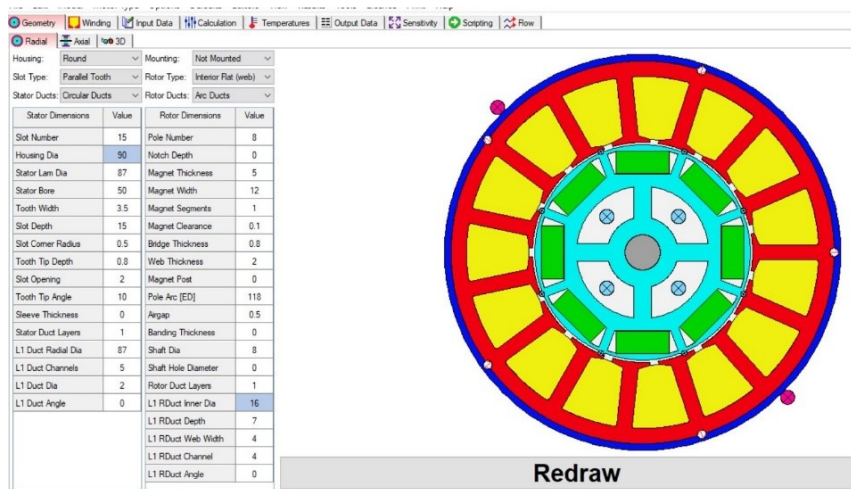 Geometry Winding Input Data Calculation Temperatures Output Data Sensitivity Scripting Flow
Radial Axial 3D
Housing: Round Mounting: Not Mounted
Slot Type: Parallel Tooth Rotor Type: Interior Flat (web)
Stator Ducts: Circular Ducts Rotor Ducts: Arc Ducts
Stator Dimensions Value Rotor Dimensions Value
Slot Number 15 Pole Number 8
Housing Dia 90 Notch Depth 0
Stator Lam Dia 87 Magnet Thickness 5
Stator Bore 50 Magnet Width 12
Tooth Width 3.5 Magnet Segments 1
Slot Depth 15 Magnet Clearance 0.1
Slot Corner Radius 0.5 Bridge Thickness 0.8
Tooth Tip Depth 0.8 Web Thickness 2
Slot Opening 2 Magnet Post 0
Tooth Tip Angle 10 Pole Arc [ED] 118
Sleeve Thickness 0 Airgap 0.5
Stator Duct Layers 1 Banding Thickness 0
L1 Duct Radial Dia 87 Shaft Dia 8
L1 Duct Channels 5 Shaft Hole Diameter 0
L1 Duct Dia 2 Rotor Duct Layers 1
L1 Duct Angle 0 L1 RDuct Inner Dia 16
L1 RDuct Depth 7
L1 RDuct Web Width 4
L1 RDuct Channel 4
L1 RDuct Angle 0
Redraw